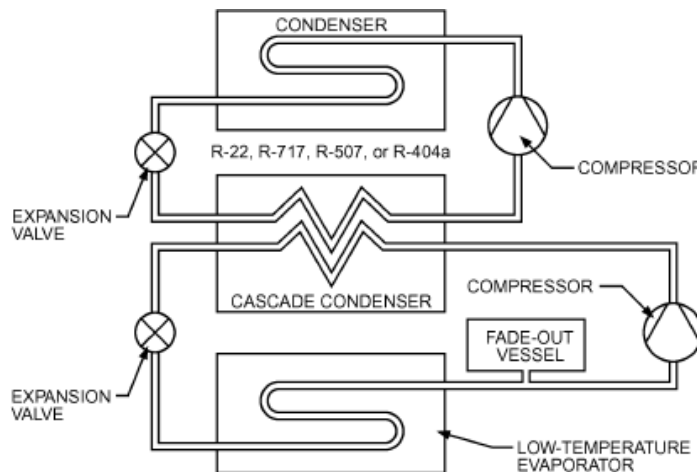 CONDENSER
R-22, R-717, R-507, or R-404a
COMPRESSOR
EXPANSION
VALVE
CASCADE CONDENSER
COMPRESSOR
FADE-OUT
VESSEL
EXPANSION
VALVE
LOW-TEMPERATURE
EVAPORATOR